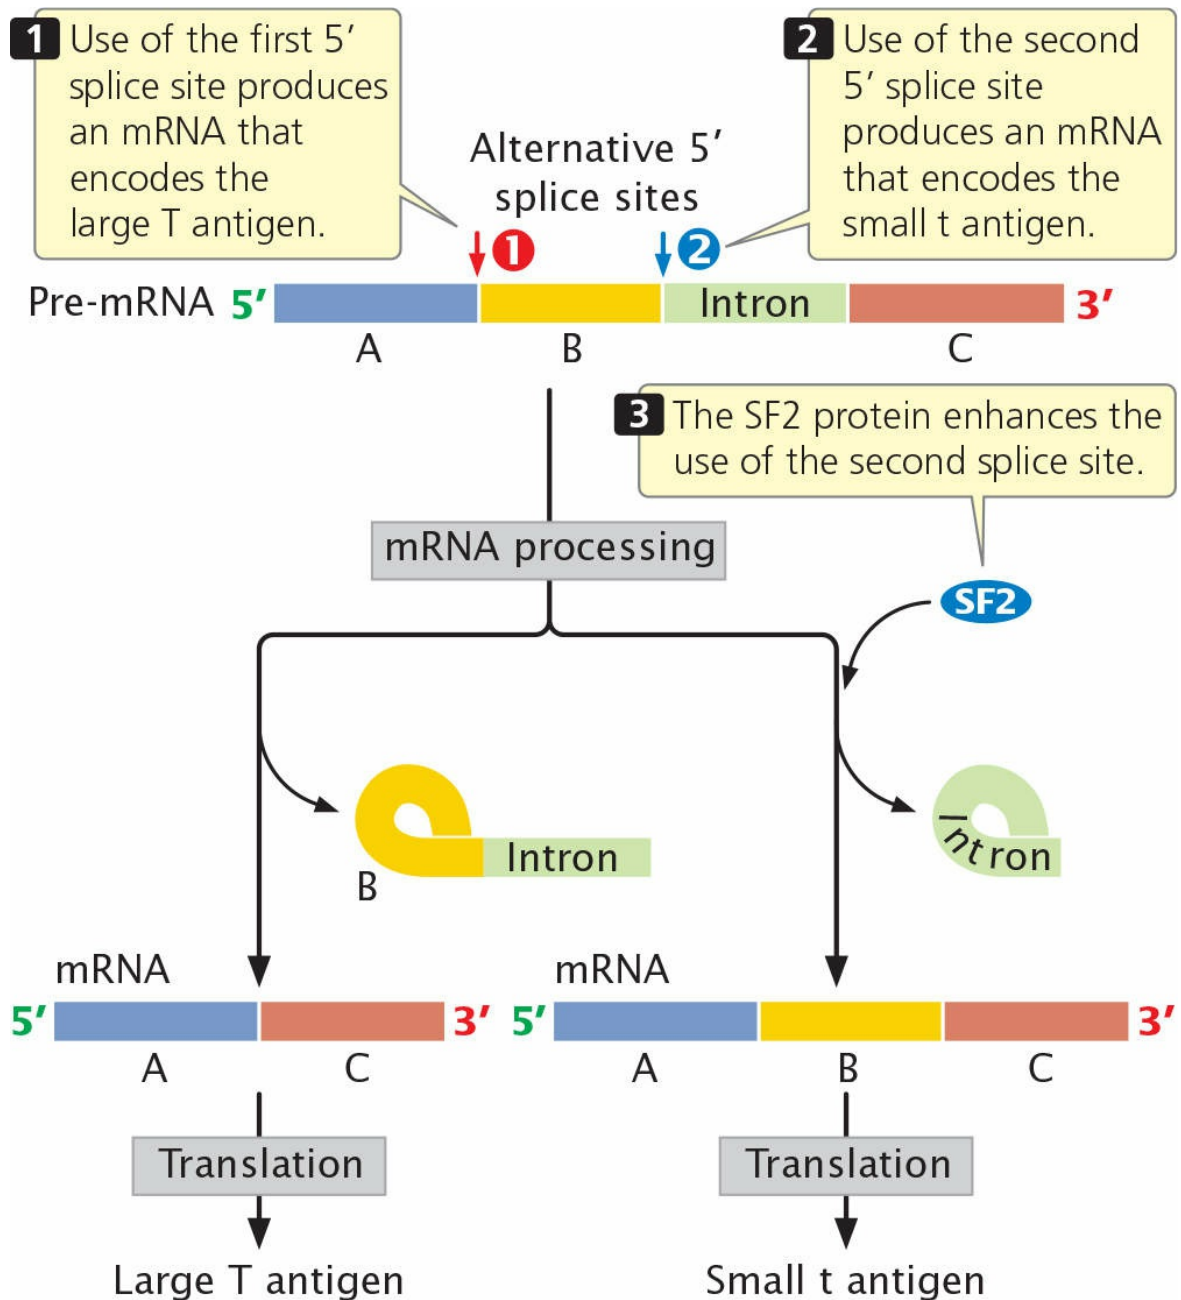 1 Use of the first 5′
splice site produces
an mRNA that
encodes the
large T antigen.
2 Use of the second
5′ splice site
produces an mRNA
that encodes the
small t antigen.
Alternative 5′
splice sites
1
2
Pre-mRNA 5′ Intron 3′
A B C
3 The SF2 protein enhances the
use of the second splice site.
mRNA processing
SF2
Intron
B
Intron
mRNA
5′ 3′
A C
mRNA
5′ 3′
A B C
Translation
Translation
Large T antigen
Small t antigen